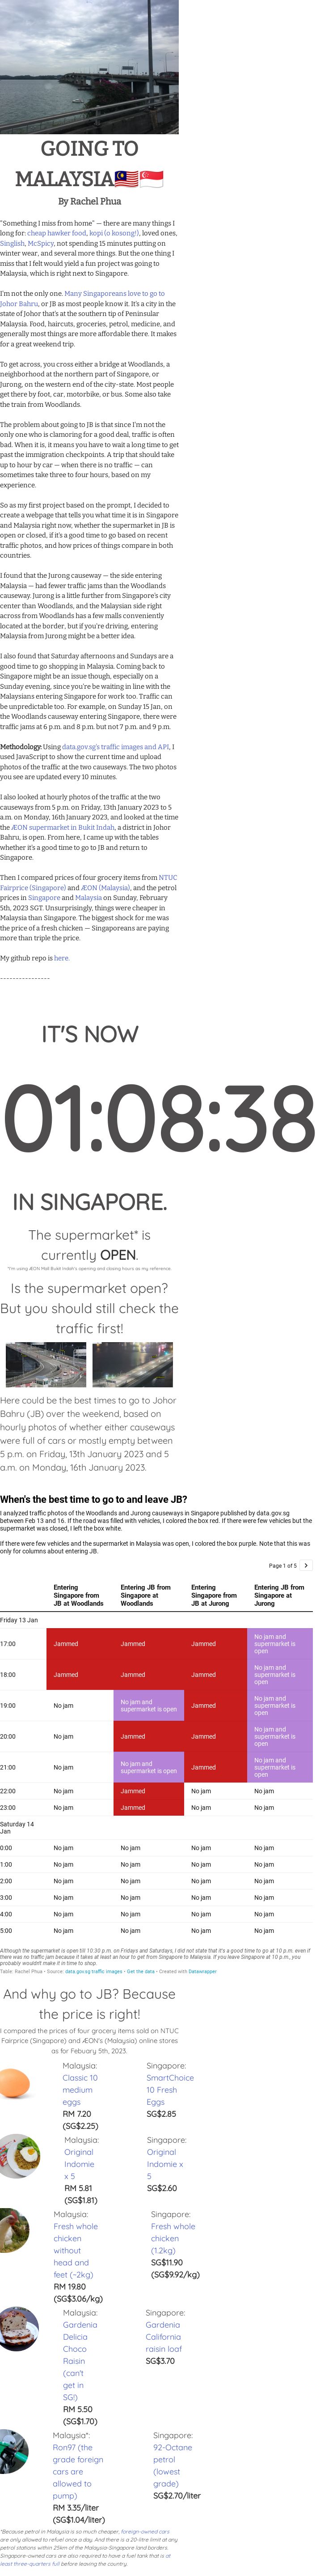 GOING TO
MALAYSIA🇲🇾🇸🇬
By Rachel Phua
"Something I miss from home" — there are many things I
long for: cheap hawker food, kopi (o kosong!), loved ones,
Singlish, McSpicy, not spending 15 minutes putting on
winter wear, and several more things. But the one thing I
miss that I felt would yield a fun project was going to
Malaysia, which is right next to Singapore.
I'm not the only one. Many Singaporeans love to go to
Johor Bahru, or JB as most people know it. It's a city in the
state of Johor that's at the southern tip of Peninsular
Malaysia. Food, haircuts, groceries, petrol, medicine, and
generally most things are more affordable there. It makes
for a great weekend trip.
To get across, you cross either a bridge at Woodlands, a
neighborhood at the northern part of Singapore, or
Jurong, on the western end of the city-state. Most people
get there by foot, car, motorbike, or bus. Some also take
the train from Woodlands.
The problem about going to JB is that since I'm not the
only one who is clamoring for a good deal, traffic is often
bad. When it is, it means you have to wait a long time to get
past the immigration checkpoints. A trip that should take
up to hour by car — when there is no traffic — can
sometimes take three to four hours, based on my
experience.
So as my first project based on the prompt, I decided to
create a webpage that tells you what time it is in Singapore
and Malaysia right now, whether the supermarket in JB is
open or closed, if it's a good time to go based on recent
traffic photos, and how prices of things compare in both
countries.
I found that the Jurong causeway — the side entering
Malaysia — had fewer traffic jams than the Woodlands
causeway. Jurong is a little further from Singapore's city
center than Woodlands, and the Malaysian side right
across from Woodlands has a few malls conveniently
located at the border, but if you're driving, entering
Malaysia from Jurong might be a better idea.
I also found that Saturday afternoons and Sundays are a
good time to go shopping in Malaysia. Coming back to
Singapore might be an issue though, especially on a
Sunday evening, since you're be waiting in line with the
Malaysians entering Singapore for work too. Traffic can
be unpredictable too. For example, on Sunday 15 Jan, on
the Woodlands causeway entering Singapore, there were
traffic jams at 6 p.m. and 8 p.m. but not 7 p.m. and 9 p.m.
Methodology: Using data.gov.sg's traffic images and API, I
used JavaScript to show the current time and upload
photos of the traffic at the two causeways. The two photos
you see are updated every 10 minutes.
I also looked at hourly photos of the traffic at the two
causeways from 5 p.m. on Friday, 13th January 2023 to 5
a.m. on Monday, 16th January 2023, and looked at the time
the ÆON supermarket in Bukit Indah, a district in Johor
Bahru, is open. From here, I came up with the tables
whether it's a good time to go to JB and return to
Singapore.
Then I compared prices of four grocery items from NTUC
Fairprice (Singapore) and ÆON (Malaysia), and the petrol
prices in Singapore and Malaysia on Sunday, February
5th, 2023 SGT. Unsurprisingly, things were cheaper in
Malaysia than Singapore. The biggest shock for me was
the price of a fresh chicken — Singaporeans are paying
more than triple the price.
My github repo is here.
----------------
IT'S NOW
01:08:38
IN SINGAPORE.
The supermarket* is
currently OPEN.
*I'm using ÆON Mall Bukit Indah's opening and closing hours as my reference.
Is the supermarket open?
But you should still check the
traffic first!
Here could be the best times to go to Johor
Bahru (JB) over the weekend, based on
hourly photos of whether either causeways
were full of cars or mostly empty between
5 p.m. on Friday, 13th January 2023 and 5
a.m. on Monday, 16th January 2023.
When's the best time to go to and leave JB?
I analyzed traffic photos of the Woodlands and Jurong causeways in Singapore published by data.gov.sg
between Feb 13 and 16. If the road was filled with vehicles, I colored the box red. If there were few vehicles but the
supermarket was closed, I left the box white.
If there were few vehicles and the supermarket in Malaysia was open, I colored the box purple. Note that this was
only for columns about entering JB.
Page 1 of 5 >
Entering Singapore from JB at Woodlands | Entering JB from Singapore at Woodlands | Entering Singapore from JB at Jurong | Entering JB from Singapore at Jurong
Friday 13 Jan
17:00 Jammed Jammed Jammed No jam and supermarket is open
18:00 Jammed Jammed Jammed No jam and supermarket is open
19:00 No jam No jam and supermarket is open Jammed No jam and supermarket is open
20:00 No jam Jammed Jammed No jam and supermarket is open
21:00 No jam No jam and supermarket is open Jammed No jam and supermarket is open
22:00 No jam Jammed No jam No jam
23:00 No jam Jammed No jam No jam
Saturday 14 Jan
0:00 No jam No jam No jam No jam
1:00 No jam No jam No jam No jam
2:00 No jam No jam No jam No jam
3:00 No jam No jam No jam No jam
4:00 No jam No jam No jam No jam
5:00 No jam No jam No jam No jam
Although the supermarket is open till 10:30 p.m. on Fridays and Saturdays, I did not state that it's a good time to go at 10 p.m. even if
there was no traffic jam because it takes at least an hour to get from Singapore to Malaysia. If you leave Singapore at 10 p.m., you
probably would't make it in time to shop.
Table: Rachel Phua • Source: data.gov.sg traffic images • Get the data • Created with Datawrapper
And why go to JB? Because
the price is right!
I compared the prices of four grocery items sold on NTUC
Fairprice (Singapore) and ÆON's (Malaysia) online stores
as for Febuary 5th, 2023.
Malaysia:
Classic 10
medium
eggs
RM 7.20
(SG$2.25)
Singapore:
SmartChoice
10 Fresh
Eggs
SG$2.85
Malaysia:
Original
Indomie
x 5
RM 5.81
(SG$1.81)
Singapore:
Original
Indomie x
5
SG$2.60
Malaysia:
Fresh whole
chicken
without
head and
feet (~2kg)
RM 19.80
(SG$3.06/kg)
Singapore:
Fresh whole
chicken
(1.2kg)
SG$11.90
(SG$9.92/kg)
Malaysia:
Gardenia
Delicia
Choco
Raisin
(can't
get in
SG!)
RM 5.50
(SG$1.70)
Singapore:
Gardenia
California
raisin loaf
SG$3.70
Malaysia*:
Ron97 (the
grade foreign
cars are
allowed to
pump)
RM 3.35/liter
(SG$1.04/liter)
Singapore:
92-Octane
petrol
(lowest
grade)
SG$2.70/liter
*Because petrol in Malaysia is so much cheaper, foreign-owned cars
are only allowed to refuel once a day. And there is a 20-litre limit at any
petrol stations within 25km of the Malaysia-Singapore land borders.
Singapore-owned cars are also required to have a fuel tank that is at
least three-quarters full before leaving the country.